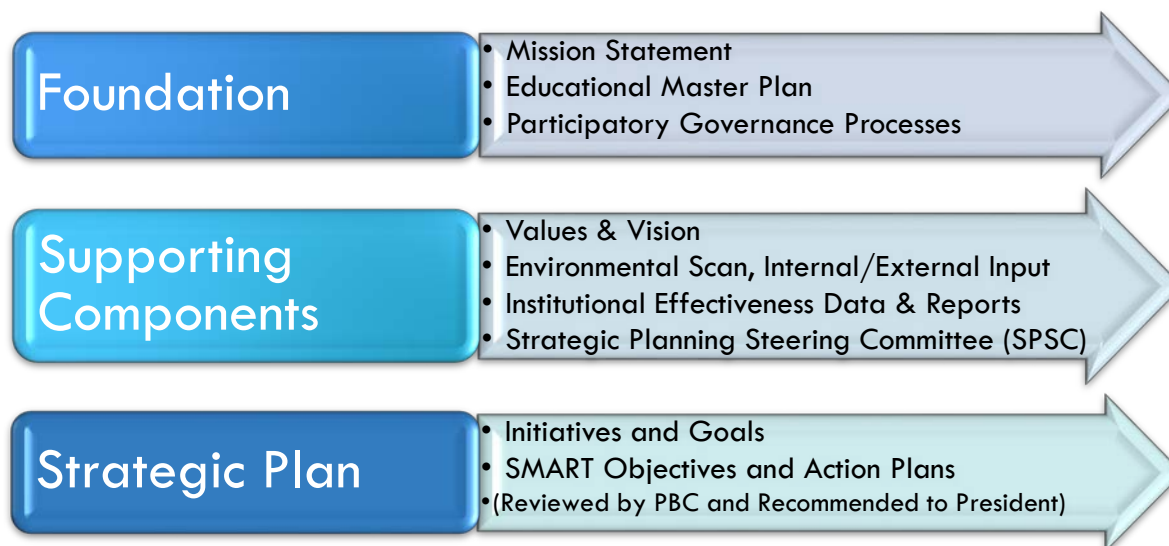 Foundation
• Mission Statement
• Educational Master Plan
• Participatory Governance Processes
Supporting
Components
• Values & Vision
• Environmental Scan, Internal/External Input
• Institutional Effectiveness Data & Reports
• Strategic Planning Steering Committee (SPSC)
Strategic Plan
• Initiatives and Goals
• SMART Objectives and Action Plans
•(Reviewed by PBC and Recommended to President)